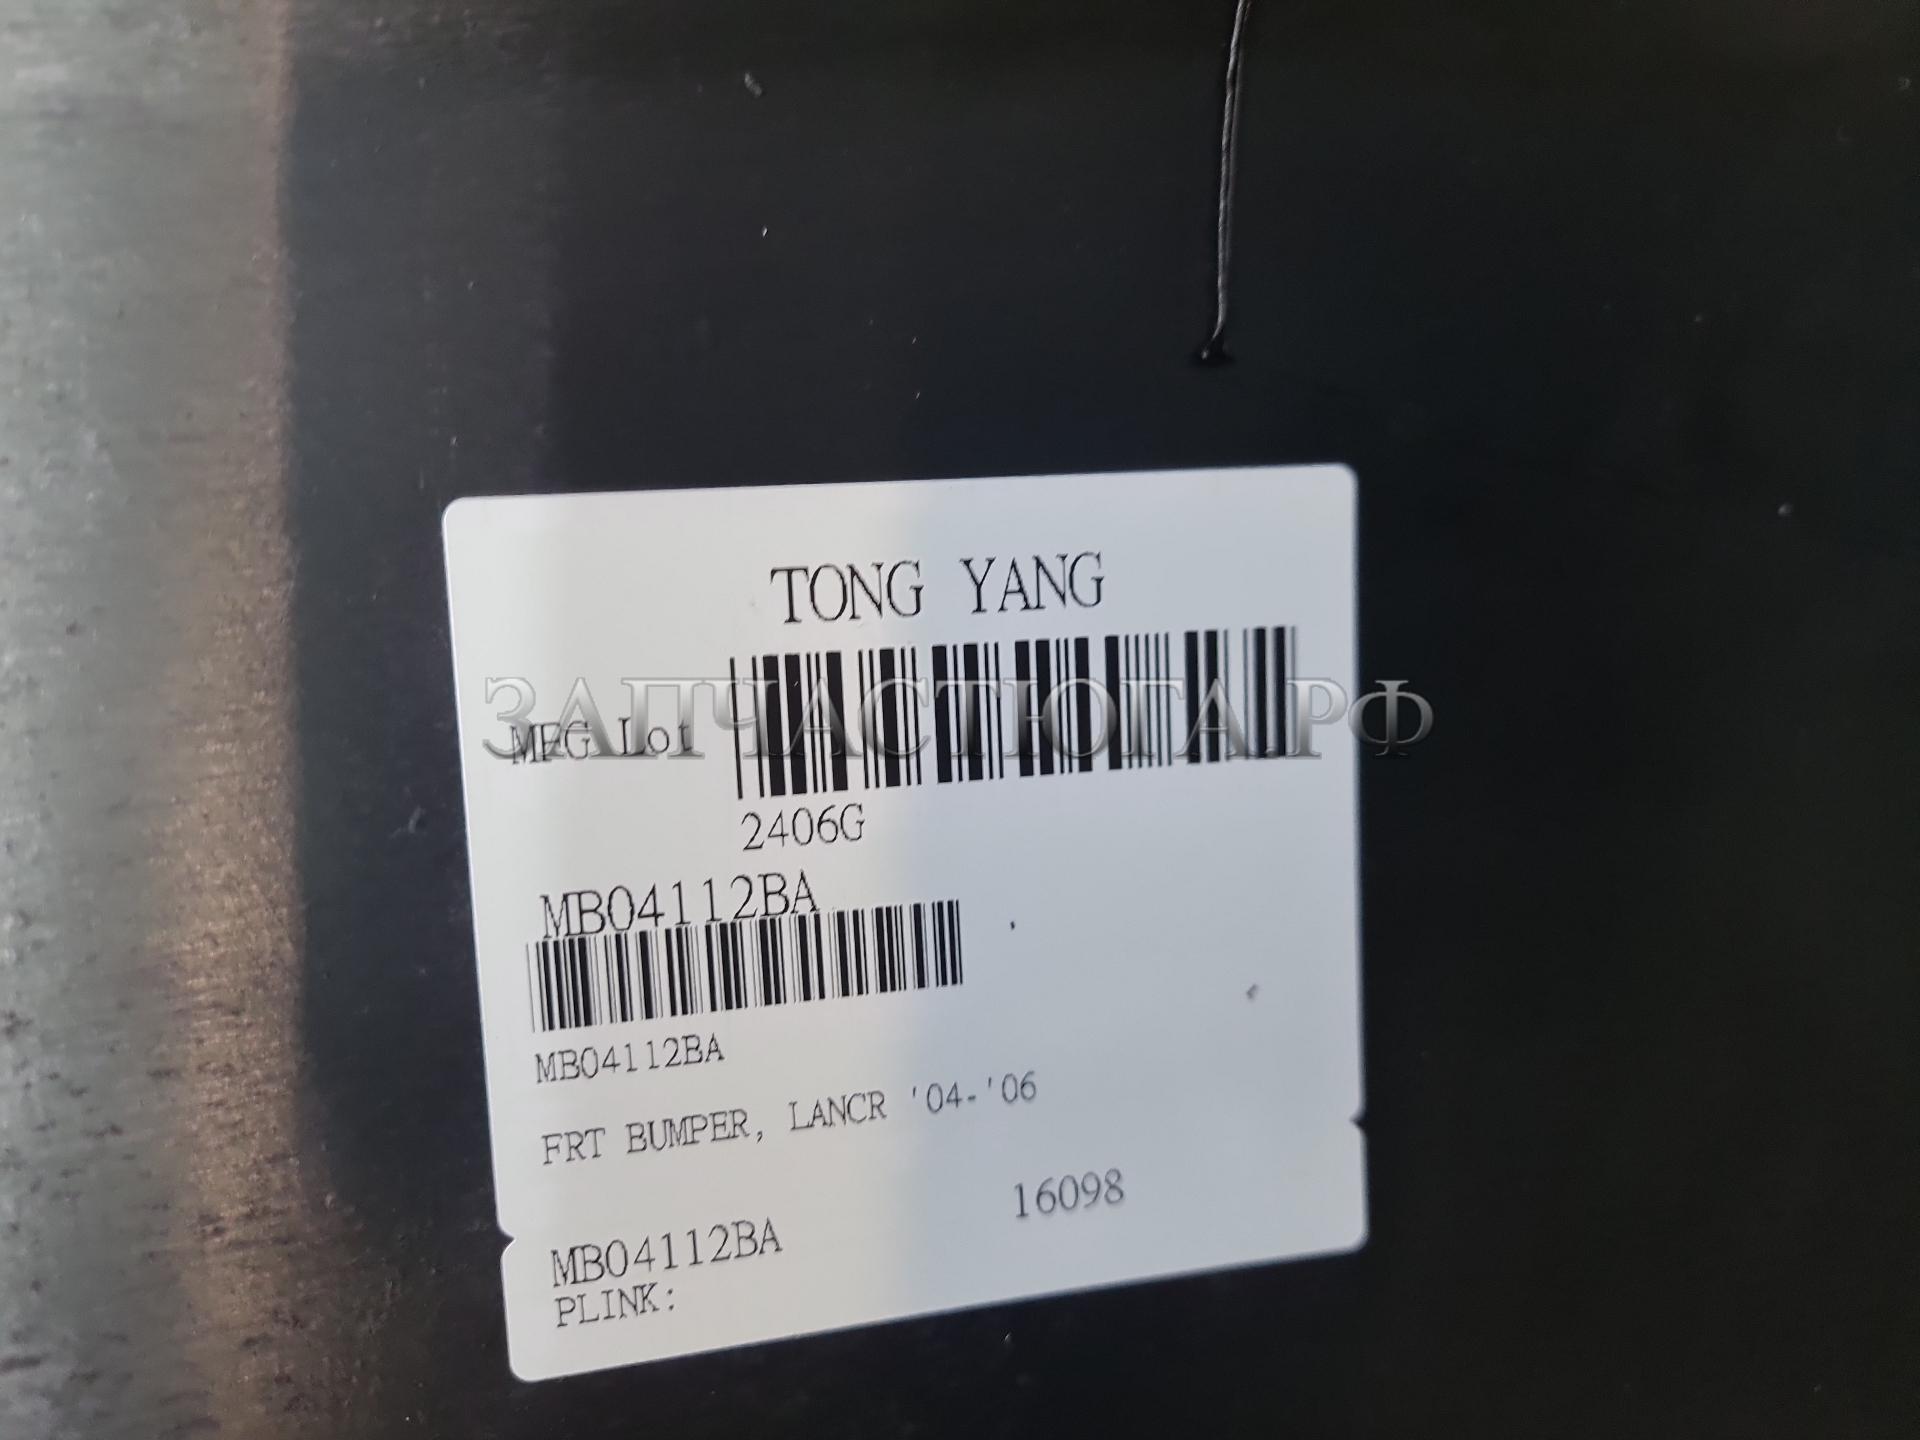 TONG YANG
ЗАПЧАСТЮГА.РФ
MFG Lot
2406G
MB04112BA
MB04112BA
FRT BUMPER, LANCR '04-'06
16098
MB04112BA
PLINK: